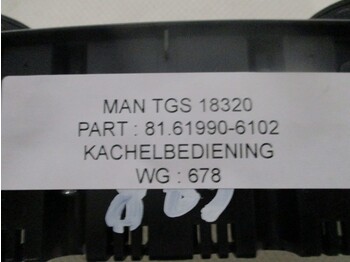 MAN TGS 18320
PART : 81.61990-6102
KACHELBEDIENING
WG : 678